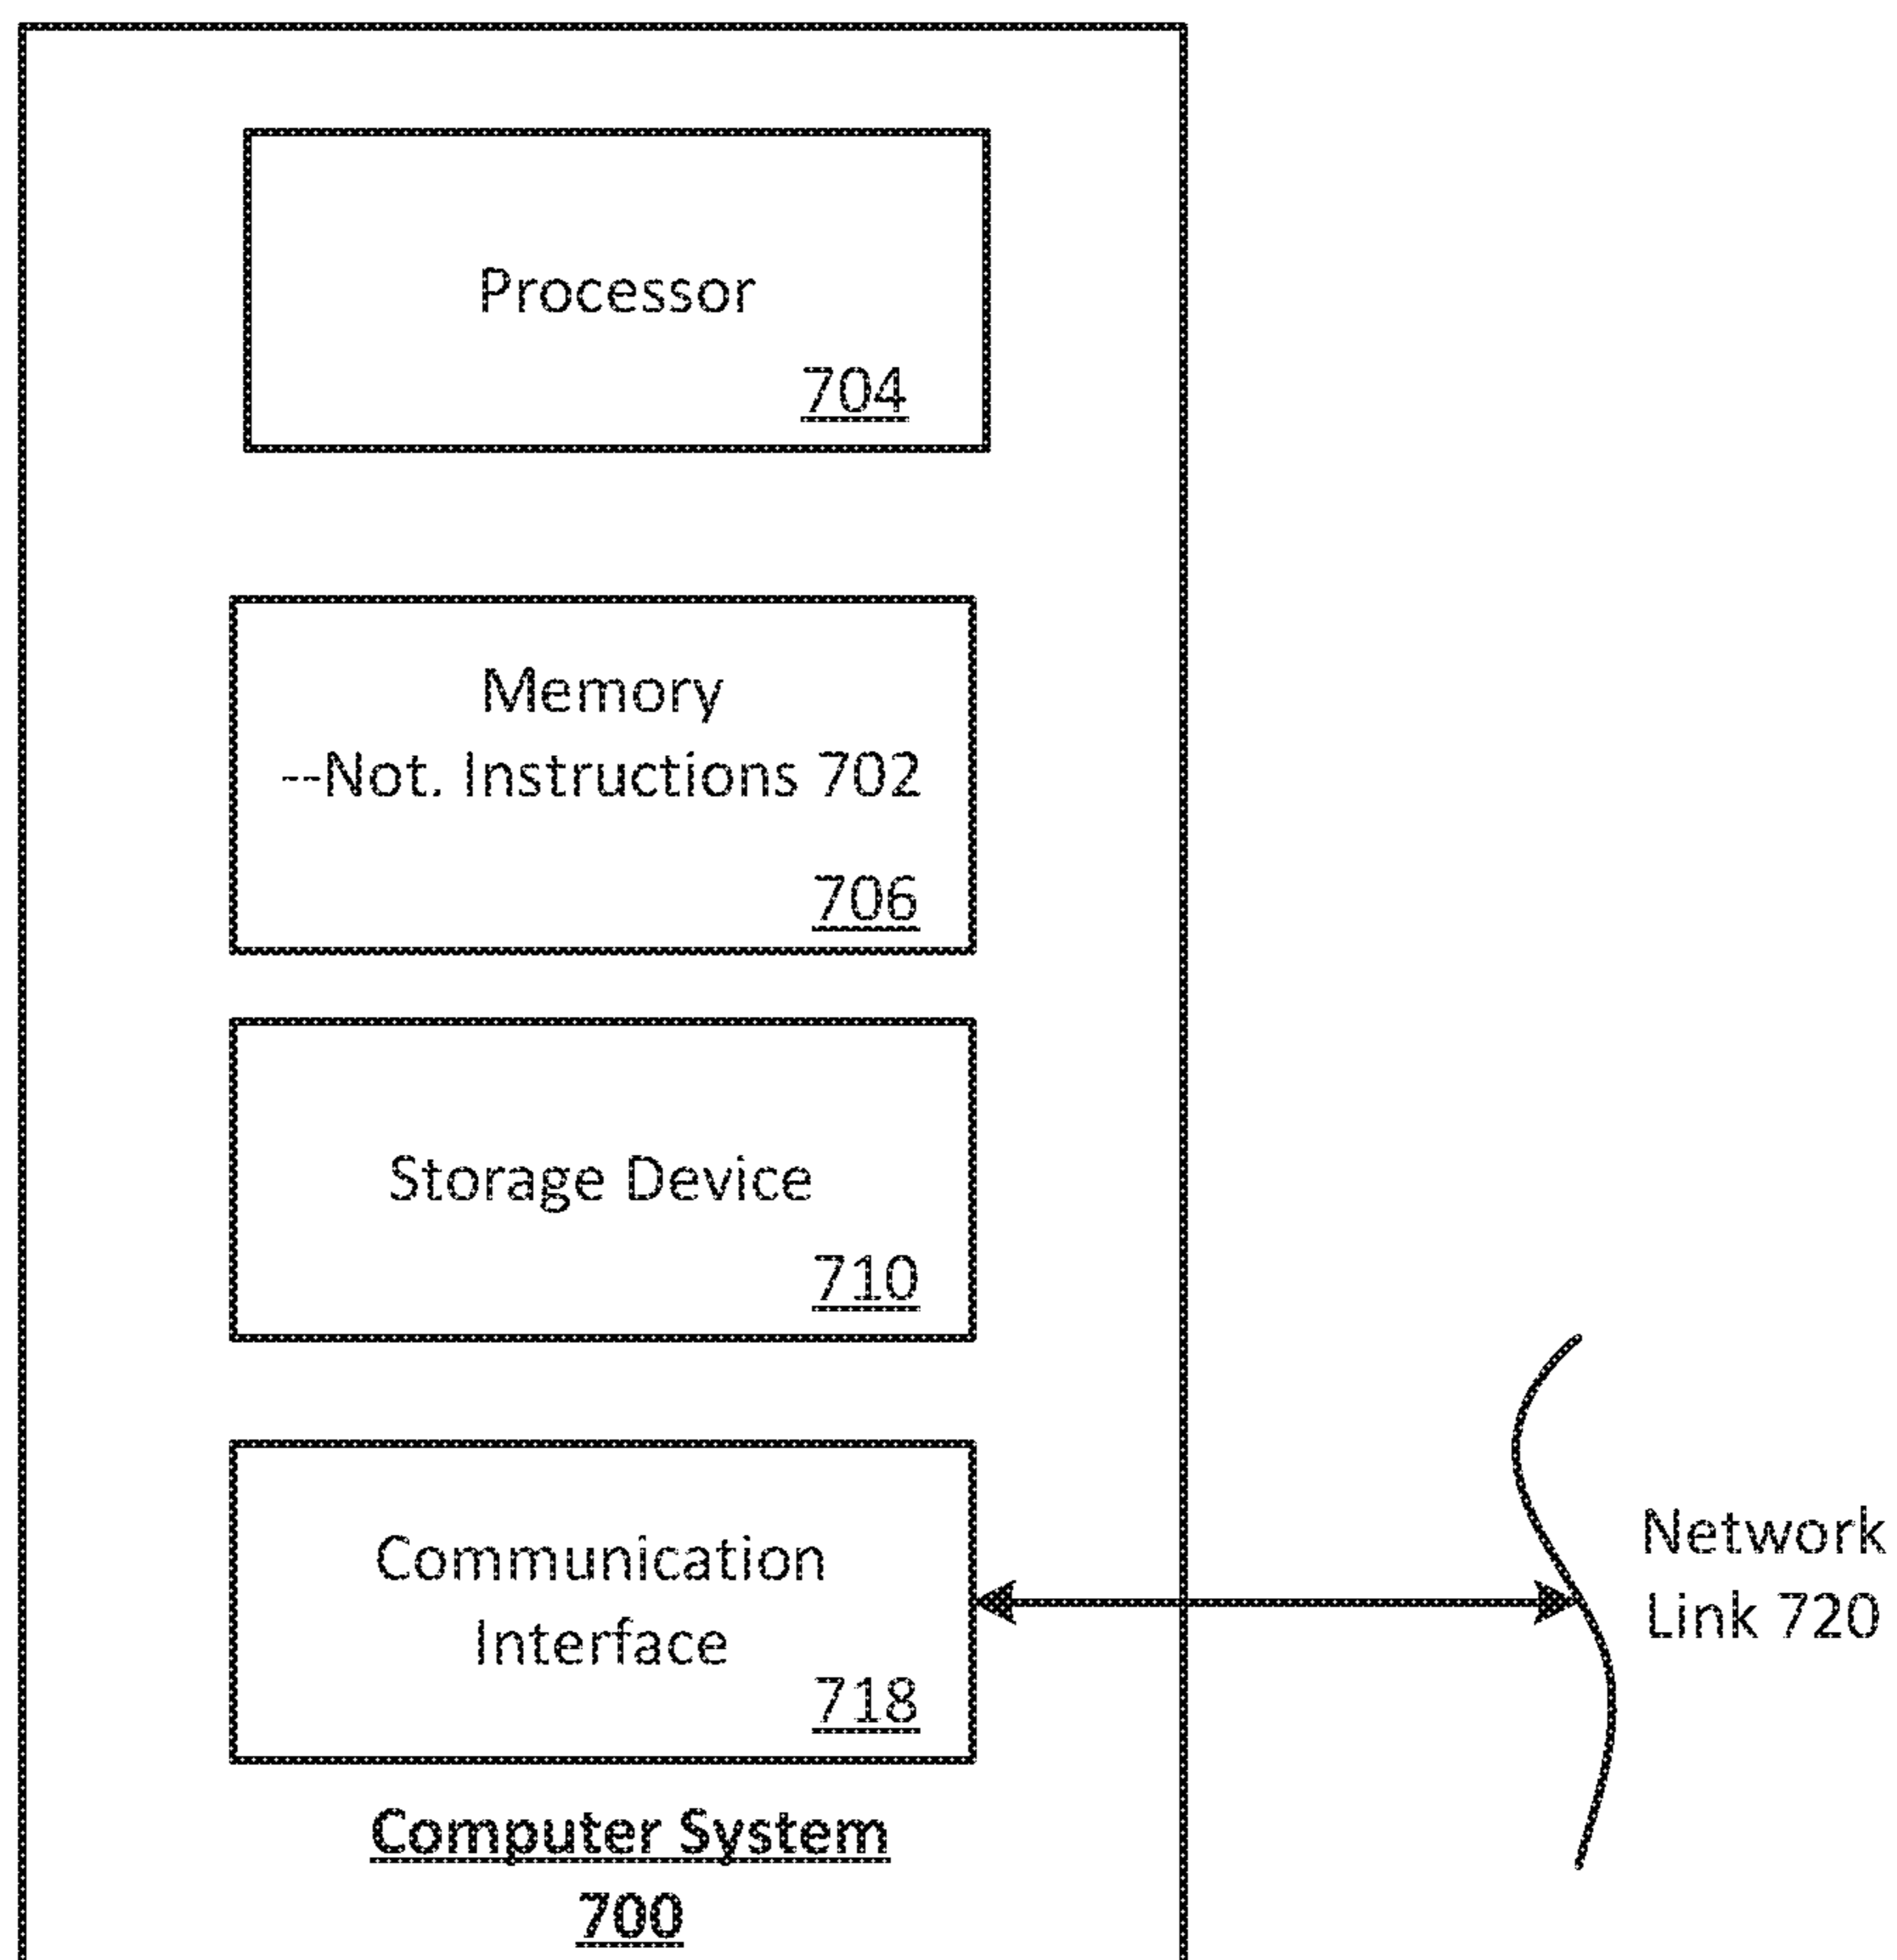 Processor
704
Memory
--Not. Instructions 702
706
Storage Device
710
Communication
Interface
718
Network
Link 720
Computer System
700